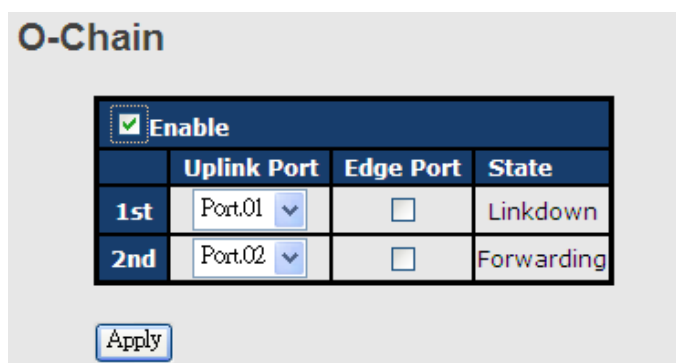 O-Chain
Enable
Uplink Port Edge Port State
1st Port.01 Linkdown
2nd Port.02 Forwarding
Apply